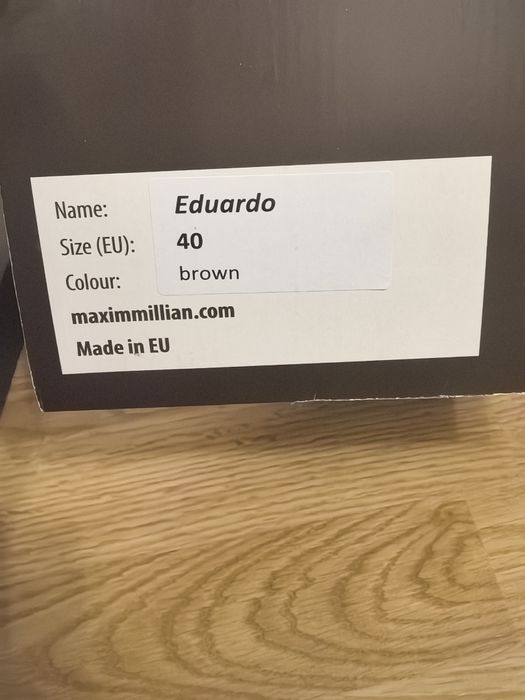 Name: Eduardo
Size (EU): 40
Colour: brown
maximmillian.com
Made in EU